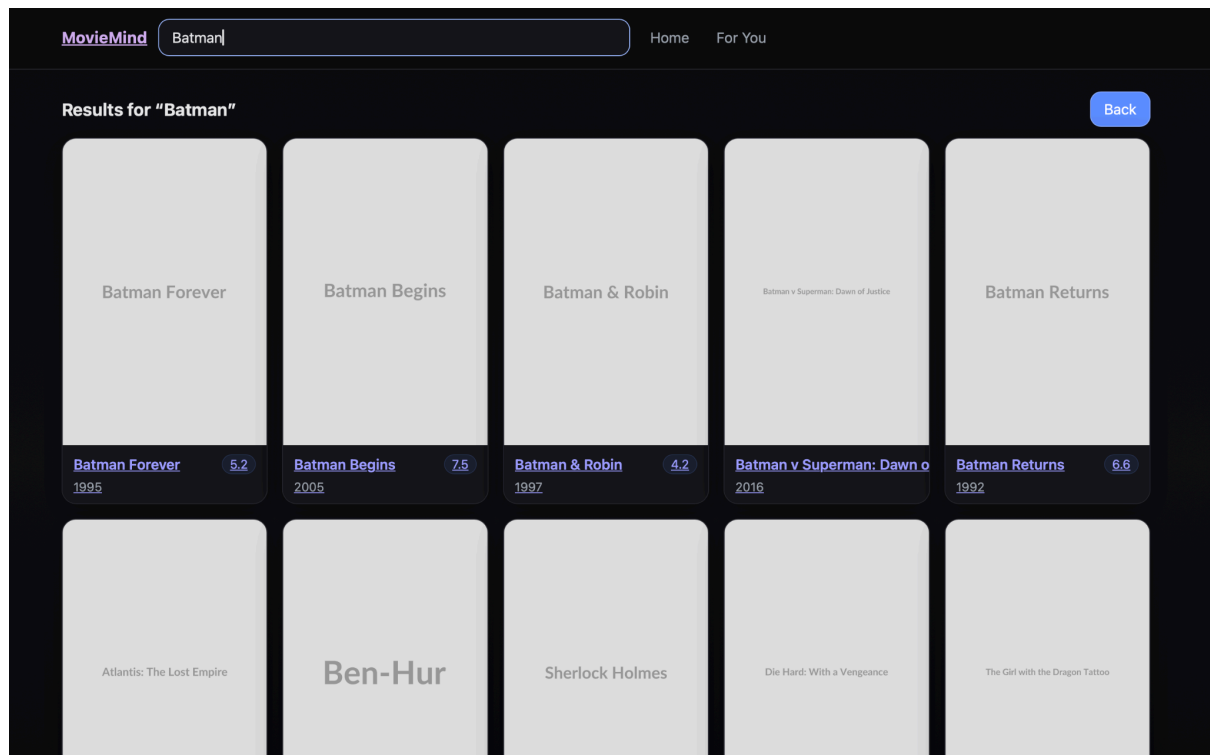 MovieMind Batman Home For You
Results for “Batman” Back
Batman Forever Batman Begins Batman & Robin Batman v Superman: Dawn of Justice Batman Returns
Batman Forever 5.2 Batman Begins 7.5 Batman & Robin 4.2 Batman v Superman: Dawn o Batman Returns 6.6
1995 2005 1997 2016 1992
Atlantis: The Lost Empire Ben-Hur Sherlock Holmes Die Hard: With a Vengeance The Girl with the Dragon Tattoo